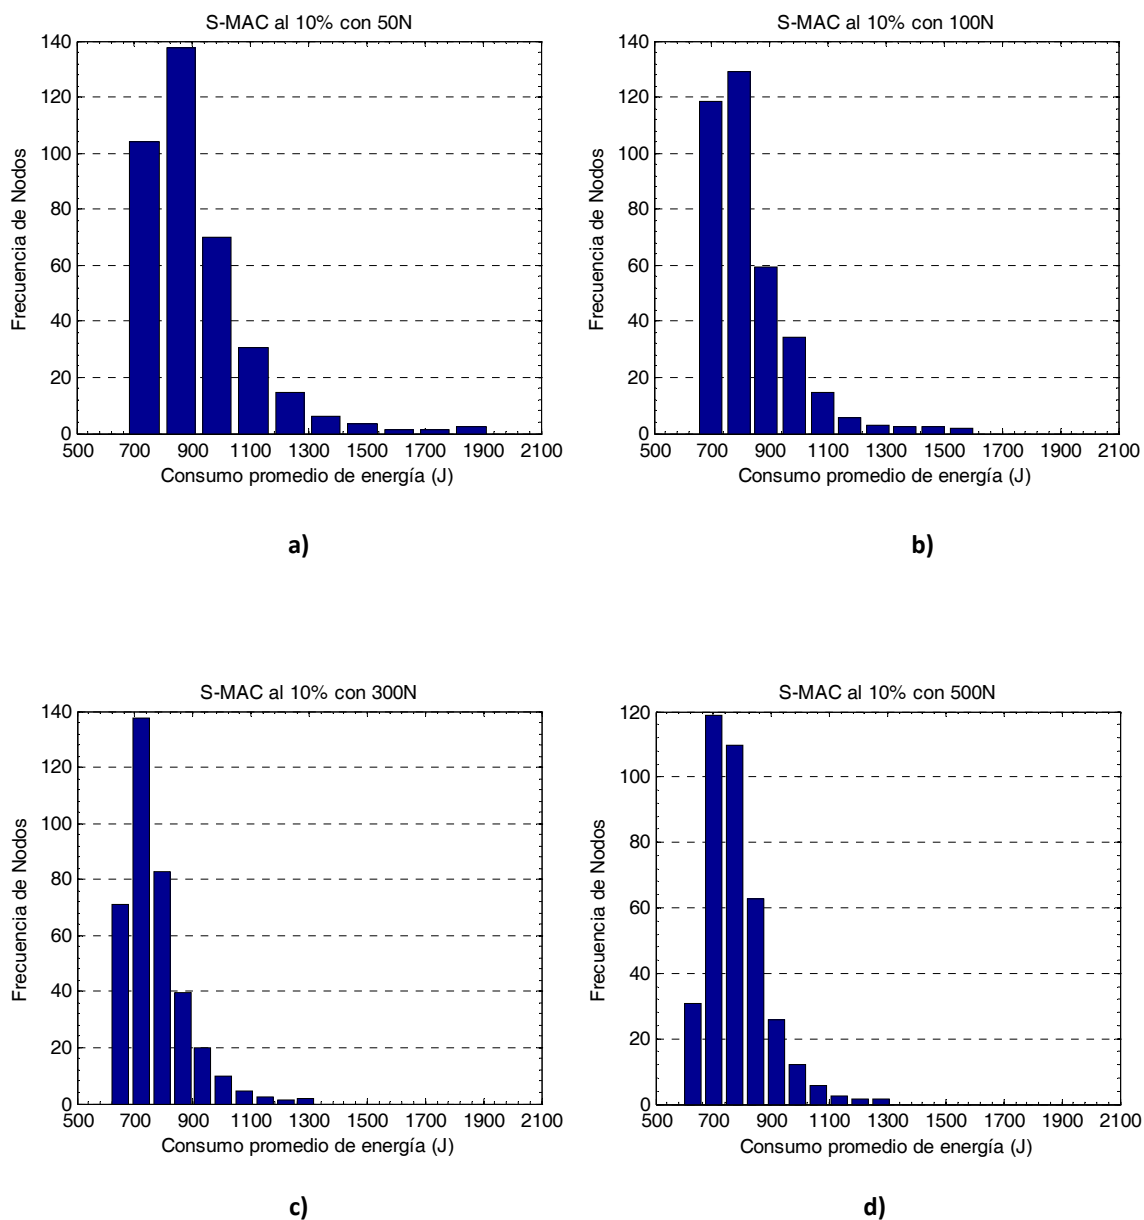 S-MAC al 10% con 50N
140
120
100
80
60
40
20
0
Frecuencia de Nodos
500 700 900 1100 1300 1500 1700 1900 2100
Consumo promedio de energía (J)
a)
S-MAC al 10% con 100N
140
120
100
80
60
40
20
0
Frecuencia de Nodos
500 700 900 1100 1300 1500 1700 1900 2100
Consumo promedio de energía (J)
b)
S-MAC al 10% con 300N
140
120
100
80
60
40
20
0
Frecuencia de Nodos
500 700 900 1100 1300 1500 1700 1900 2100
Consumo promedio de energía (J)
c)
S-MAC al 10% con 500N
120
100
80
60
40
20
0
Frecuencia de Nodos
500 700 900 1100 1300 1500 1700 1900 2100
Consumo promedio de energía (J)
d)